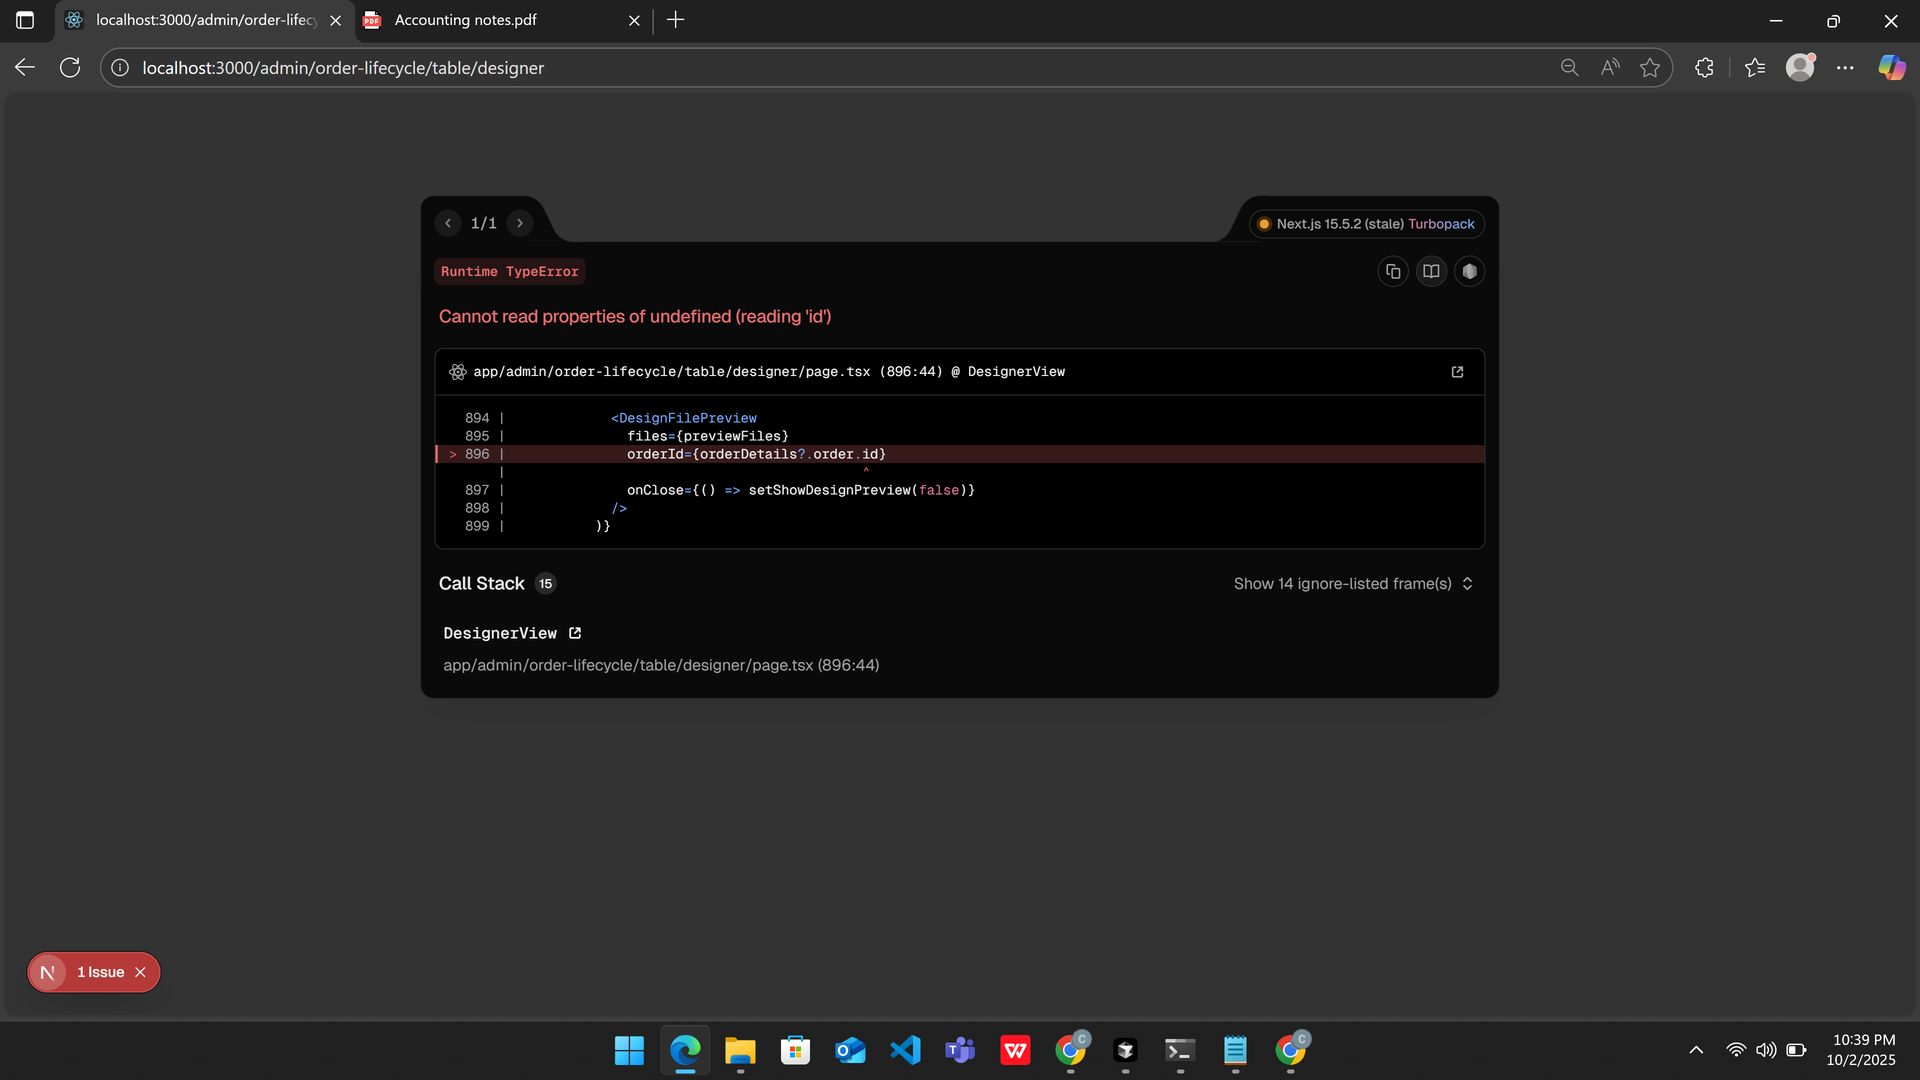 localhost:3000/admin/order-lifecy
Accounting notes.pdf
localhost:3000/admin/order-lifecycle/table/designer
1/1
Next.js 15.5.2 (stale) Turbopack
Runtime TypeError
Cannot read properties of undefined (reading 'id')
app/admin/order-lifecycle/table/designer/page.tsx (896:44) @ DesignerView
894 | <DesignFilePreview
895 | files={previewFiles}
> 896 | orderId={orderDetails?.order.id}
| ^
897 | onClose={() => setShowDesignPreview(false)}
898 | />
899 | )}
Call Stack 15
Show 14 ignore-listed frame(s)
DesignerView
app/admin/order-lifecycle/table/designer/page.tsx (896:44)
N 1 Issue
10:39 PM
10/2/2025